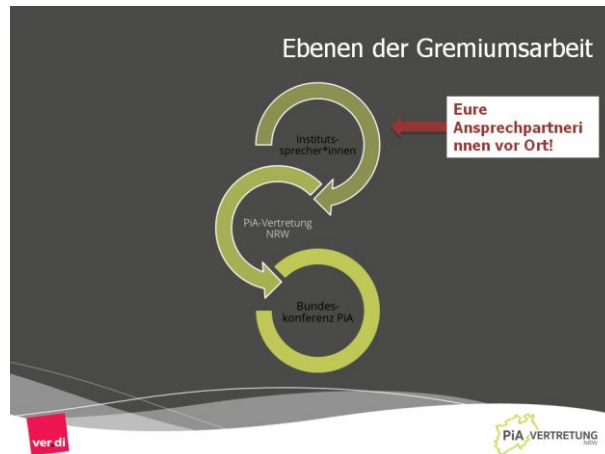 Ebenen der Gremiumsarbeit
Instituts-
sprecher*innen
Eure
Ansprechpartneri
nnen vor Ort!
PiA-Vertretung
NRW
Bundes-
konferenz PiA
ver.di
PiA VERTRETUNG
NRW